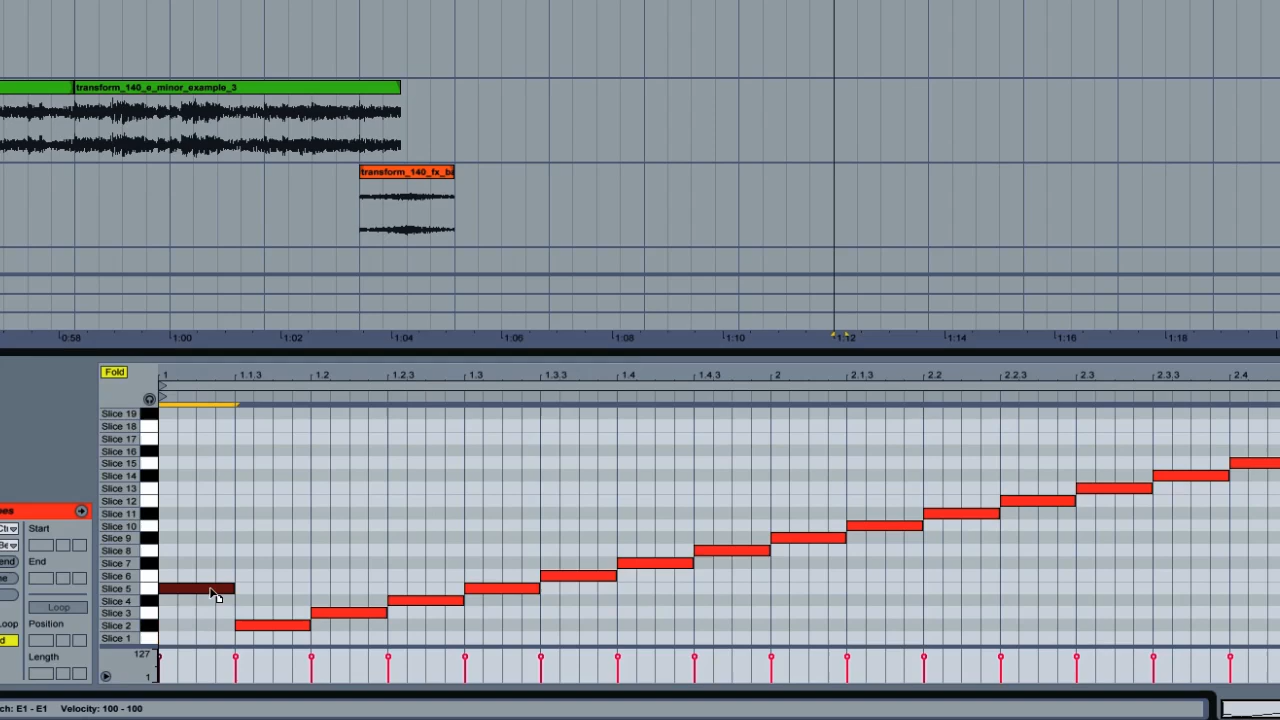 transform_140_e_minor_example_3
transform_140_fx_b
0:58 1:00 1:02 1:04 1:06 1:08 1:10 1:12 1:14 1:16 1:18
Fold
1 1.1.3 1.2 1.2.3 1.3 1.3.3 1.4 1.4.3 2 2.1.3 2.2 2.2.3 2.3 2.3.3 2.4
Slice 19
Slice 18
Slice 17
Slice 16
Slice 15
Slice 14
Slice 13
Slice 12
Slice 11
Slice 10
Slice 9
Slice 8
Slice 7
Slice 6
Slice 5
Slice 4
Slice 3
Slice 2
Slice 1
127
1
Start
End
Loop
Position
Length
ch: E1 - E1 Velocity: 100 - 100